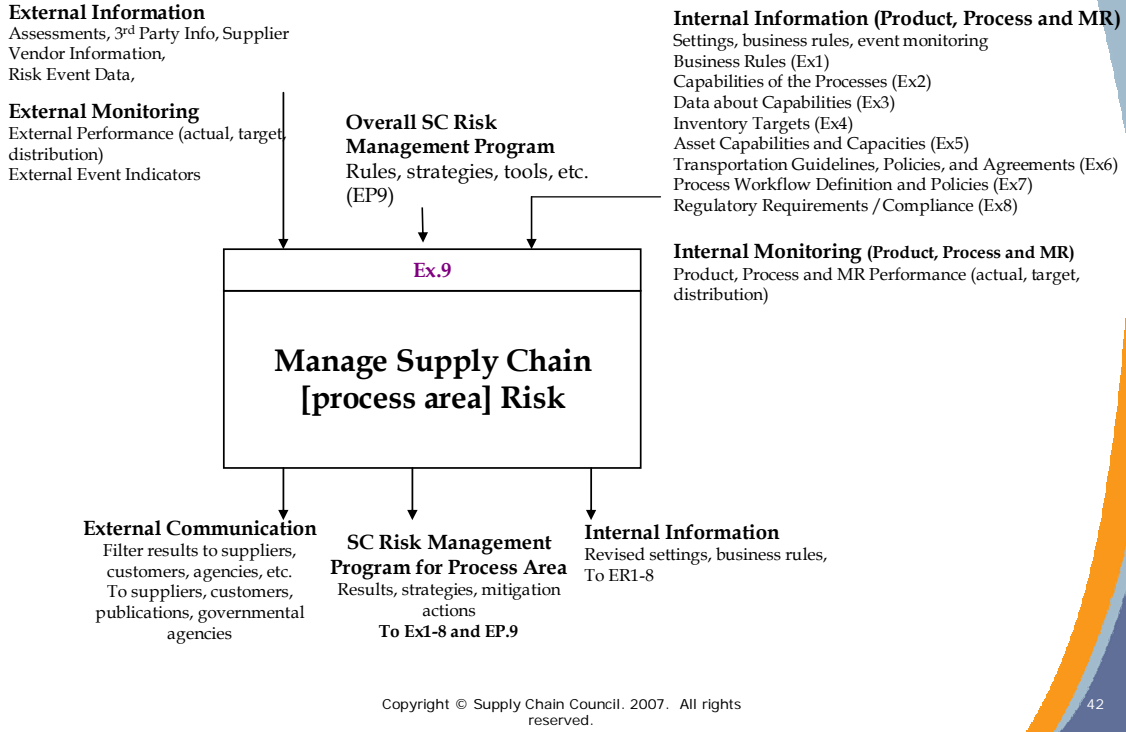 External Information
Assessments, 3rd Party Info, Supplier
Vendor Information,
Risk Event Data,
External Monitoring
External Performance (actual, target,
distribution)
External Event Indicators
Overall SC Risk
Management Program
Rules, strategies, tools, etc.
(EP9)
Internal Information (Product, Process and MR)
Settings, business rules, event monitoring
Business Rules (Ex1)
Capabilities of the Processes (Ex2)
Data about Capabilities (Ex3)
Inventory Targets (Ex4)
Asset Capabilities and Capacities (Ex5)
Transportation Guidelines, Policies, and Agreements (Ex6)
Process Workflow Definition and Policies (Ex7)
Regulatory Requirements /Compliance (Ex8)
Internal Monitoring (Product, Process and MR)
Product, Process and MR Performance (actual, target,
distribution)
Ex.9
Manage Supply Chain
[process area] Risk
External Communication
Filter results to suppliers,
customers, agencies, etc.
To suppliers, customers,
publications, governmental
agencies
SC Risk Management
Program for Process Area
Results, strategies, mitigation
actions
To Ex1-8 and EP.9
Internal Information
Revised settings, business rules,
To ER1-8
Copyright © Supply Chain Council. 2007. All rights
reserved.
42